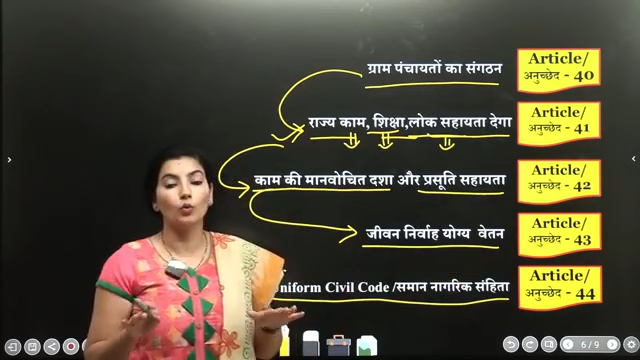 ग्राम पंचायतों का संगठन
Article/
अनुच्छेद - 40
राज्य काम, शिक्षा,लोक सहायता देगा
Article/
अनुच्छेद - 41
काम की मानवोचित दशा और प्रसूति सहायता
Article/
अनुच्छेद - 42
जीवन निर्वाह योग्य वेतन
Article/
अनुच्छेद - 43
niform Civil Code /समान नागरिक संहिता
Article/
अनुच्छेद - 44
6 / 9